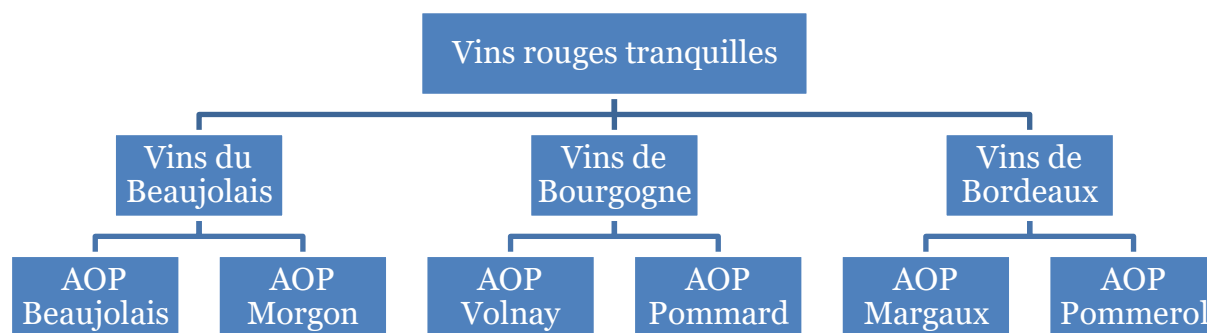 Vins rouges tranquilles
Vins du
Beaujolais
Vins de
Bourgogne
Vins de
Bordeaux
AOP
Beaujolais
AOP
Morgon
AOP
Volnay
AOP
Pommard
AOP
Margaux
AOP
Pommerol